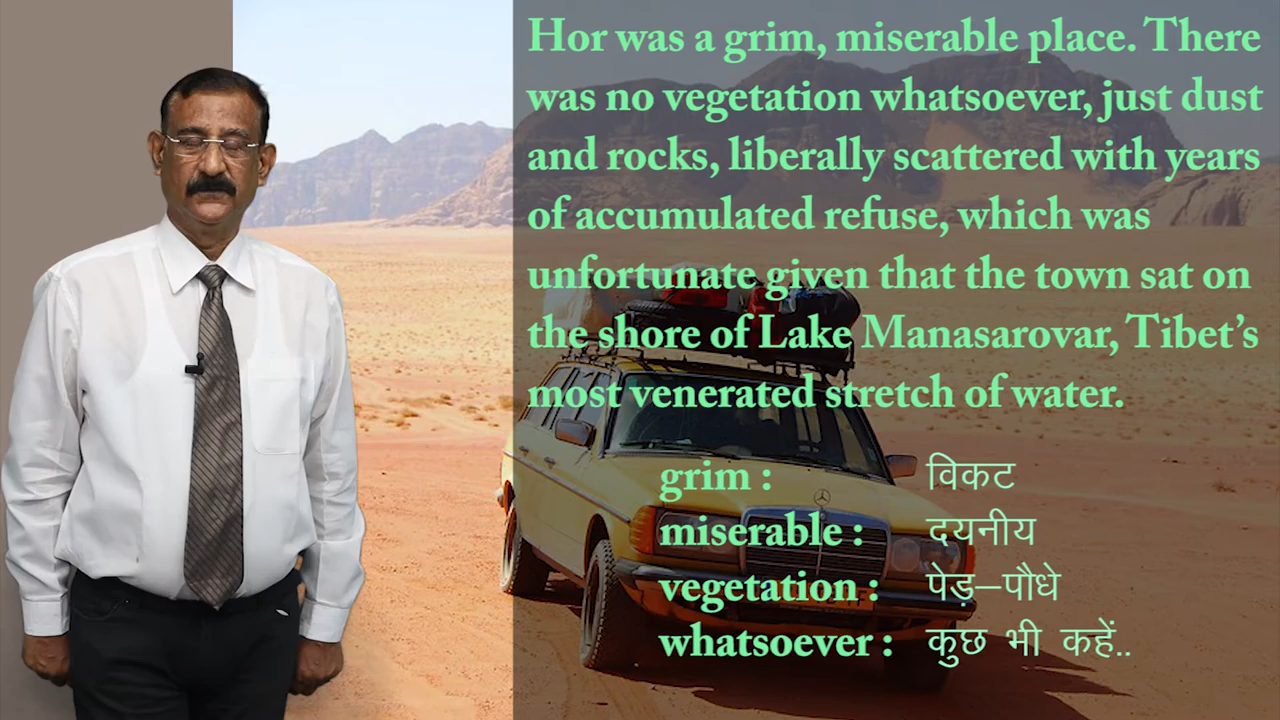 Hor was a grim, miserable place. There
was no vegetation whatsoever, just dust
and rocks, liberally scattered with years
of accumulated refuse, which was
unfortunate given that the town sat on
the shore of Lake Manasarovar, Tibet’s
most venerated stretch of water.
grim : विकट
miserable : दयनीय
vegetation : पेड़–पौधे
whatsoever : कुछ भी कहें..